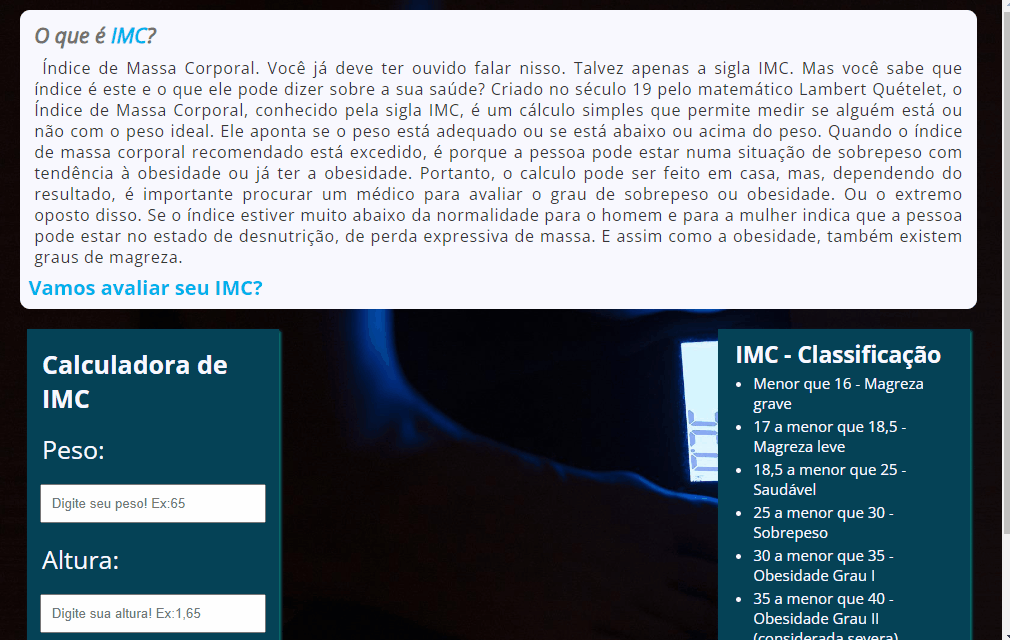 O que é IMC?
Índice de Massa Corporal. Você já deve ter ouvido falar nisso. Talvez apenas a sigla IMC. Mas você sabe que
índice é este e o que ele pode dizer sobre a sua saúde? Criado no século 19 pelo matemático Lambert Quételet, o
Índice de Massa Corporal, conhecido pela sigla IMC, é um cálculo simples que permite medir se alguém está ou
não com o peso ideal. Ele aponta se o peso está adequado ou se está abaixo ou acima do peso. Quando o índice
de massa corporal recomendado está excedido, é porque a pessoa pode estar numa situação de sobrepeso com
tendência à obesidade ou já ter a obesidade. Portanto, o calculo pode ser feito em casa, mas, dependendo do
resultado, é importante procurar um médico para avaliar o grau de sobrepeso ou obesidade. Ou o extremo
oposto disso. Se o índice estiver muito abaixo da normalidade para o homem e para a mulher indica que a pessoa
pode estar no estado de desnutrição, de perda expressiva de massa. E assim como a obesidade, também existem
graus de magreza.
Vamos avaliar seu IMC?
Calculadora de
IMC
Peso:
Digite seu peso! Ex:65
Altura:
Digite sua altura! Ex:1,65
IMC - Classificação
• Menor que 16 - Magreza
grave
• 17 a menor que 18,5 -
Magreza leve
• 18,5 a menor que 25 -
Saudável
• 25 a menor que 30 -
Sobrepeso
• 30 a menor que 35 -
Obesidade Grau I
• 35 a menor que 40 -
Obesidade Grau II
(considerada severa)